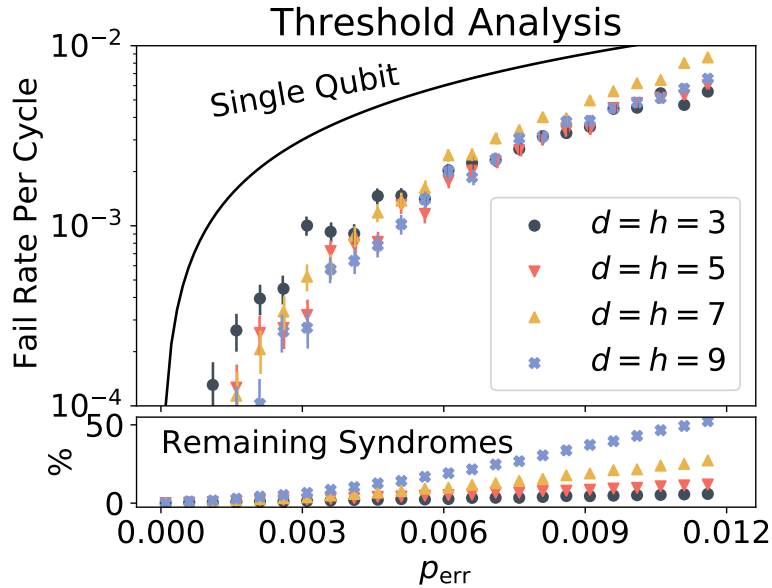 Threshold Analysis
10⁻²
Single Qubit
Fail Rate Per Cycle
10⁻³
d = h = 3
d = h = 5
d = h = 7
d = h = 9
10⁻⁴
50
%
Remaining Syndromes
0
0.000 0.003 0.006 0.009 0.012
p_err